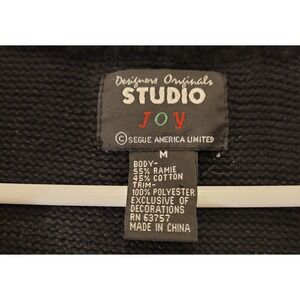 Designers Originals
STUDIO
JOY
© SEGUE AMERICA LIMITED
M
BODY-
55% RAMIE
45% COTTON
TRIM-
100% POLYESTER
EXCLUSIVE OF
DECORATIONS
RN 63757
MADE IN CHINA